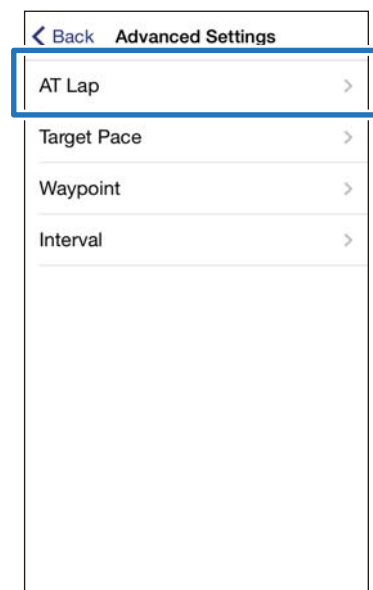 Back Advanced Settings
AT Lap
Target Pace
Waypoint
Interval